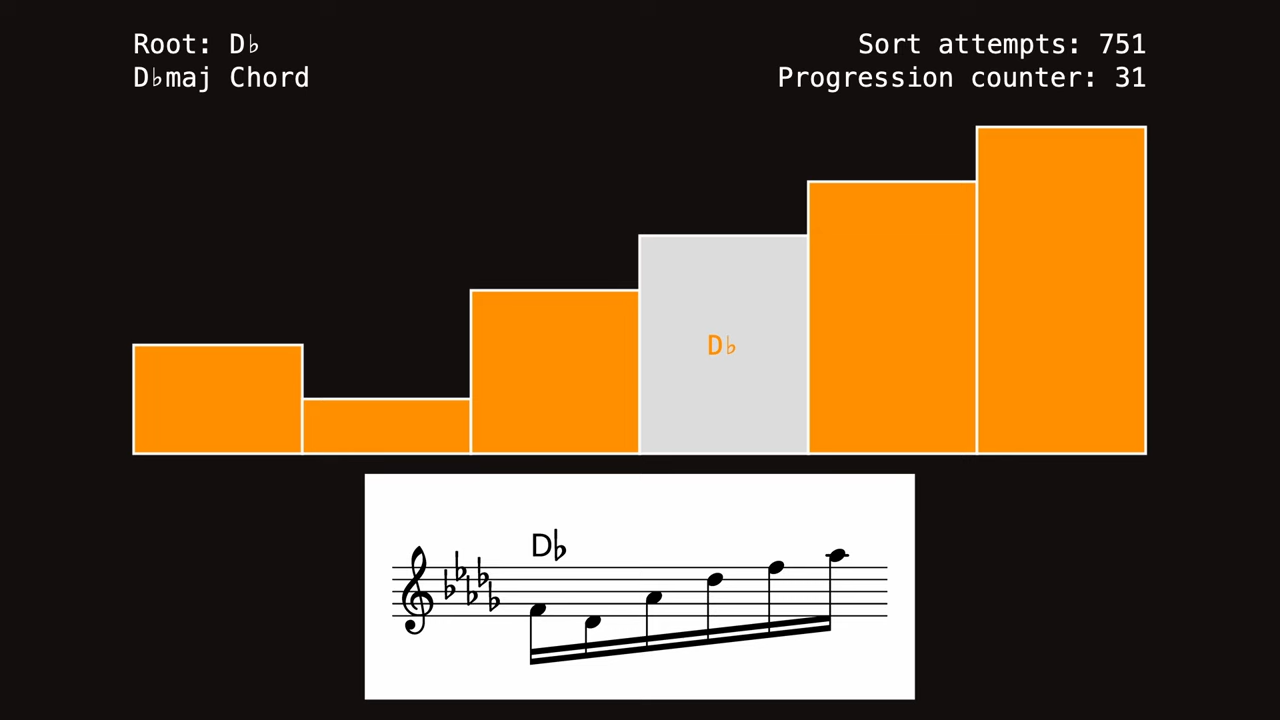 Root: D♭
D♭maj Chord
Sort attempts: 751
Progression counter: 31
D♭
D♭